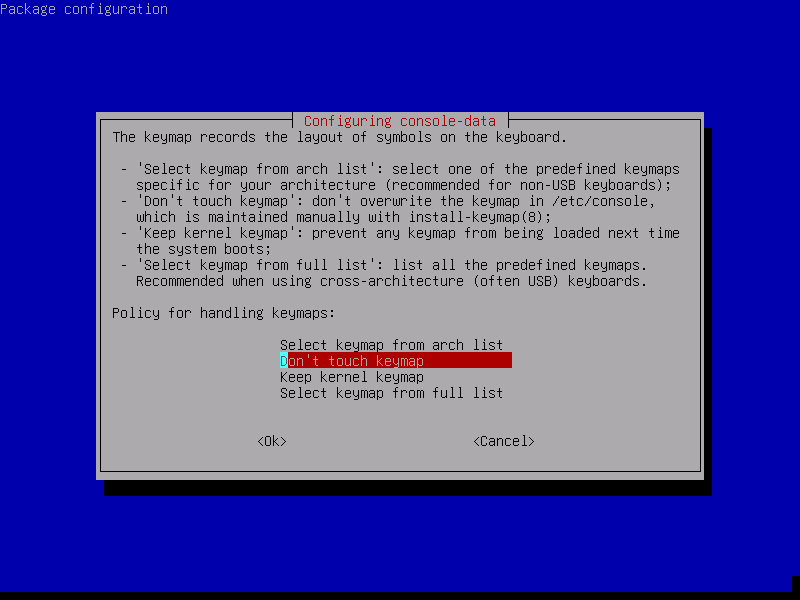 Package configuration
Configuring console-data
The keymap records the layout of symbols on the keyboard.
- 'Select keymap from arch list': select one of the predefined keymaps
specific for your architecture (recommended for non-USB keyboards);
- 'Don't touch keymap': don't overwrite the keymap in /etc/console,
which is maintained manually with install-keymap(8);
- 'Keep kernel keymap': prevent any keymap from being loaded next time
the system boots;
- 'Select keymap from full list': list all the predefined keymaps.
Recommended when using cross-architecture (often USB) keyboards.
Policy for handling keymaps:
Select keymap from arch list
Don't touch keymap
Keep kernel keymap
Select keymap from full list
<Ok> <Cancel>